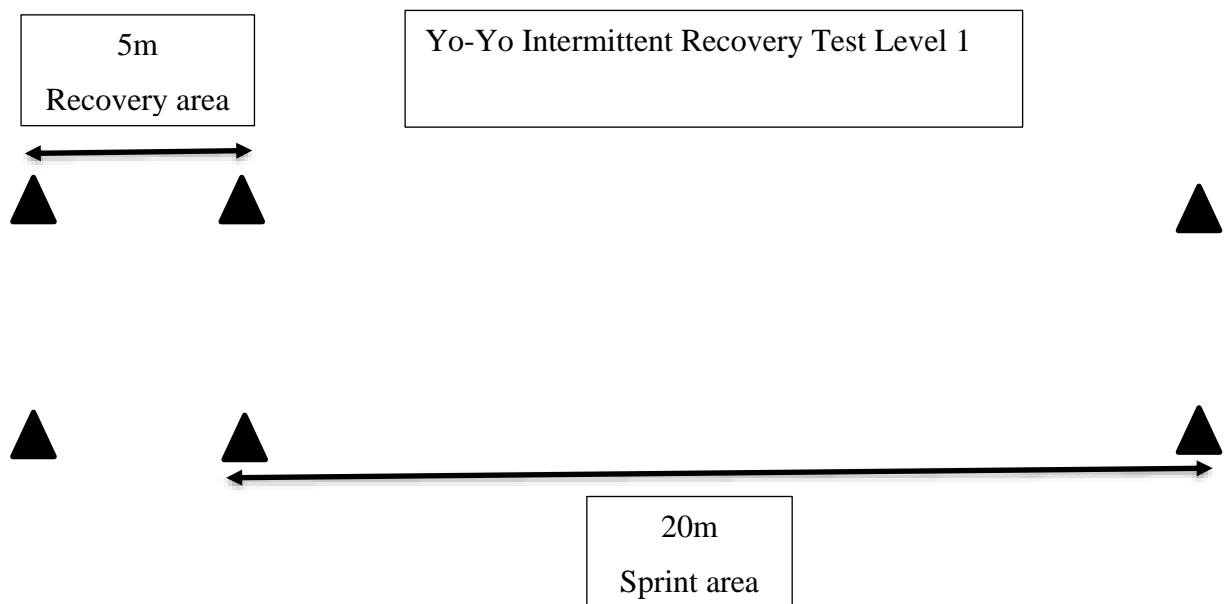 5m
Recovery area
Yo-Yo Intermittent Recovery Test Level 1
20m
Sprint area